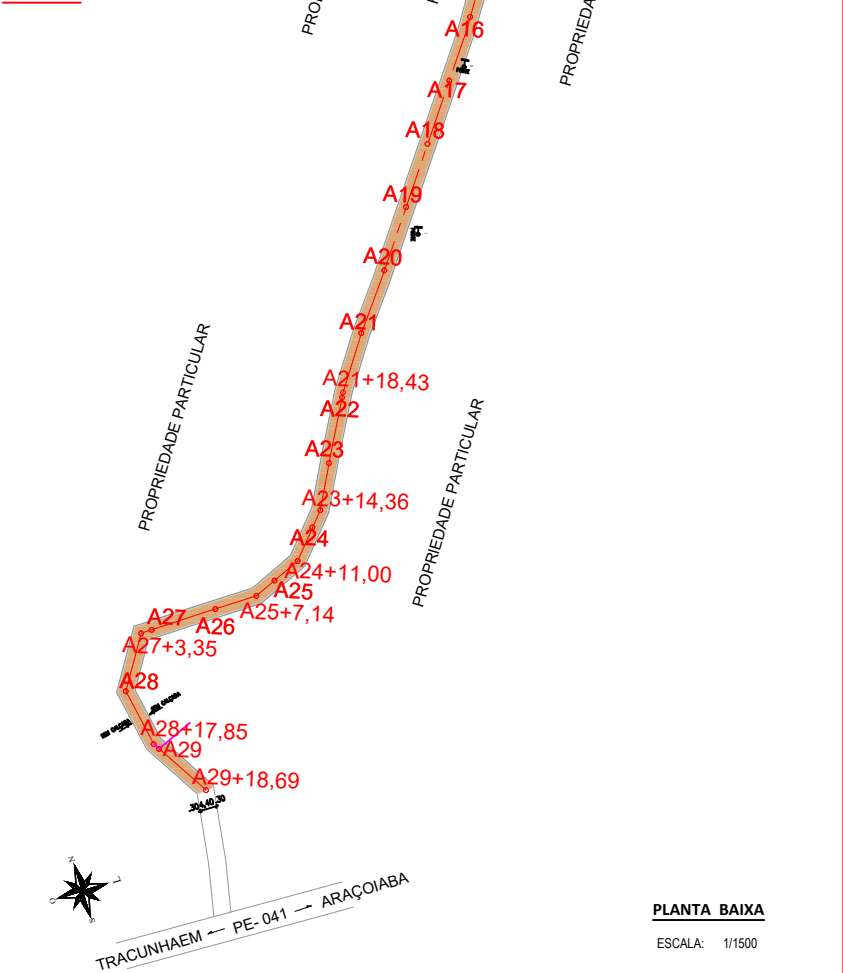 A16
A17
A18
A19
A20
A21
A21+18,43
A22
A23
A23+14,36
A24
A24+11,00
A25
A25+7,14
A26
A27
A27+3,35
A28
A28+17,85
A29
A29+18,69
PROPRIEDADE PARTICULAR
PROPRIEDADE PARTICULAR
N
L
O
S
TRACUNHAEM
PE- 041
ARAÇOIABA
PLANTA BAIXA
ESCALA: 1/1500